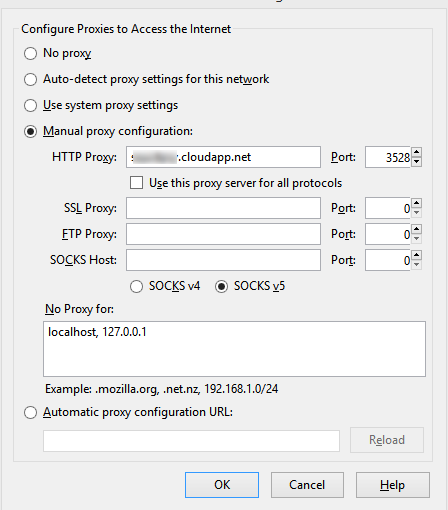 Configure Proxies to Access the Internet
No proxy
Auto-detect proxy settings for this network
Use system proxy settings
Manual proxy configuration:
HTTP Proxy: .cloudapp.net Port: 3528
Use this proxy server for all protocols
SSL Proxy: Port: 0
FTP Proxy: Port: 0
SOCKS Host: Port: 0
SOCKS v4 SOCKS v5
No Proxy for:
localhost, 127.0.0.1
Example: .mozilla.org, .net.nz, 192.168.1.0/24
Automatic proxy configuration URL:
Reload
OK Cancel Help